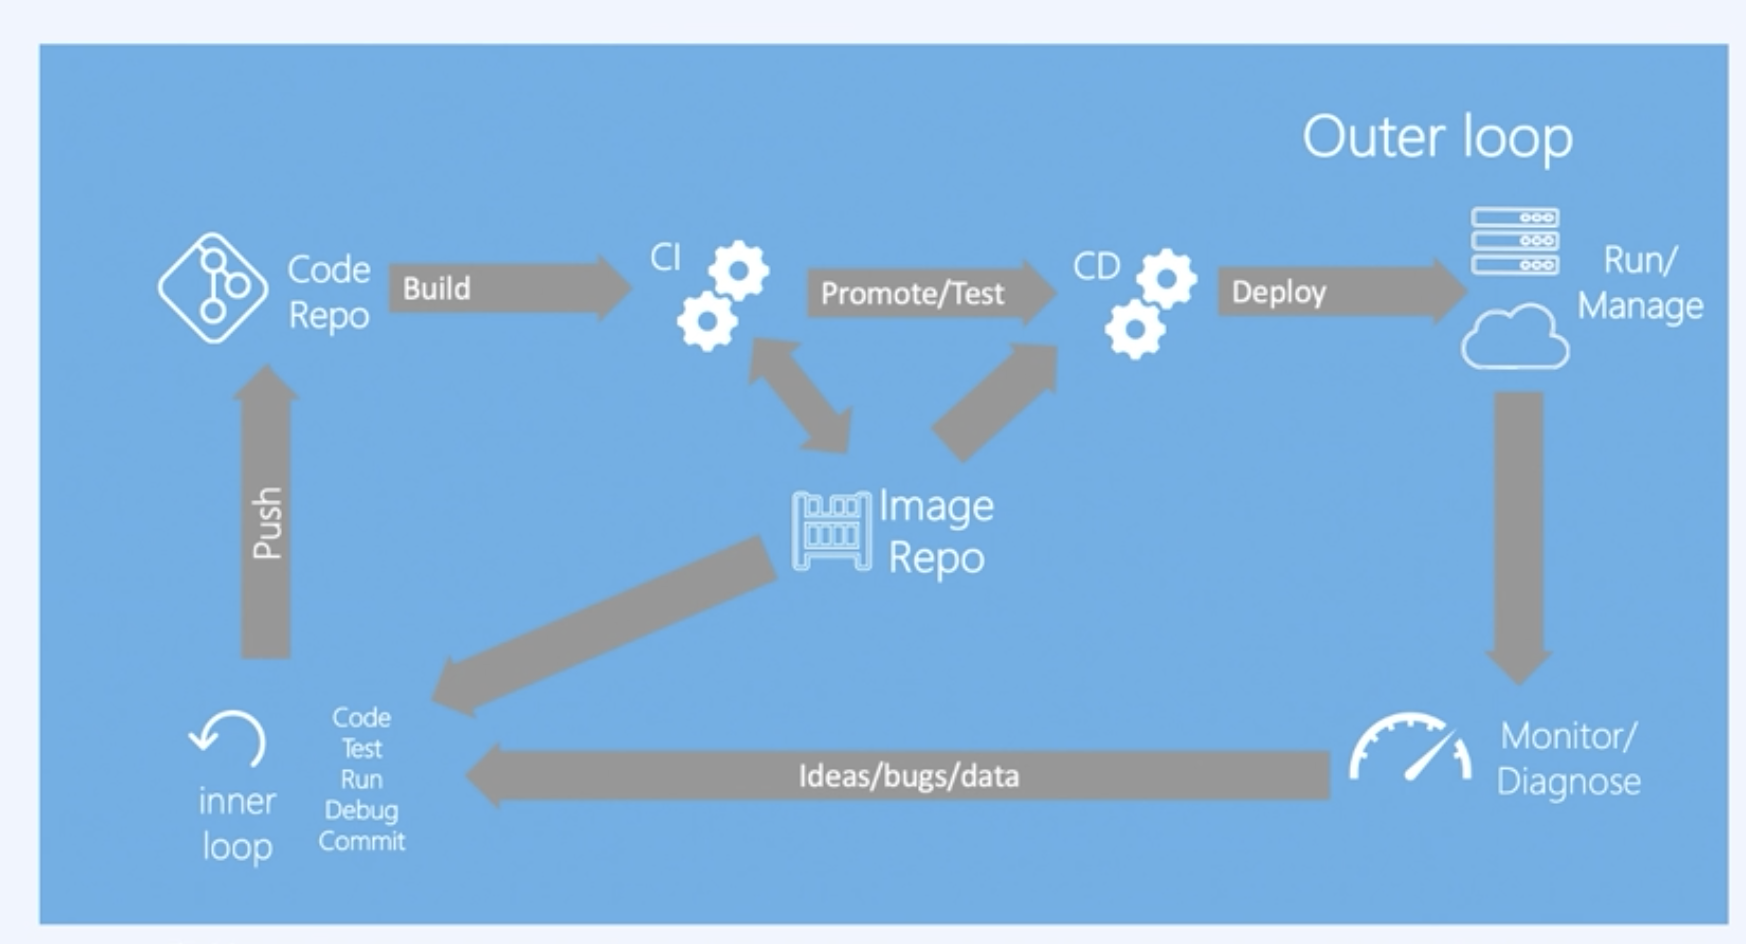 Outer loop
Code
Repo
Build
CI
Promote/Test
CD
Deploy
Run/
Manage
Push
Image
Repo
inner
loop
Code
Test
Run
Debug
Commit
Ideas/bugs/data
Monitor/
Diagnose